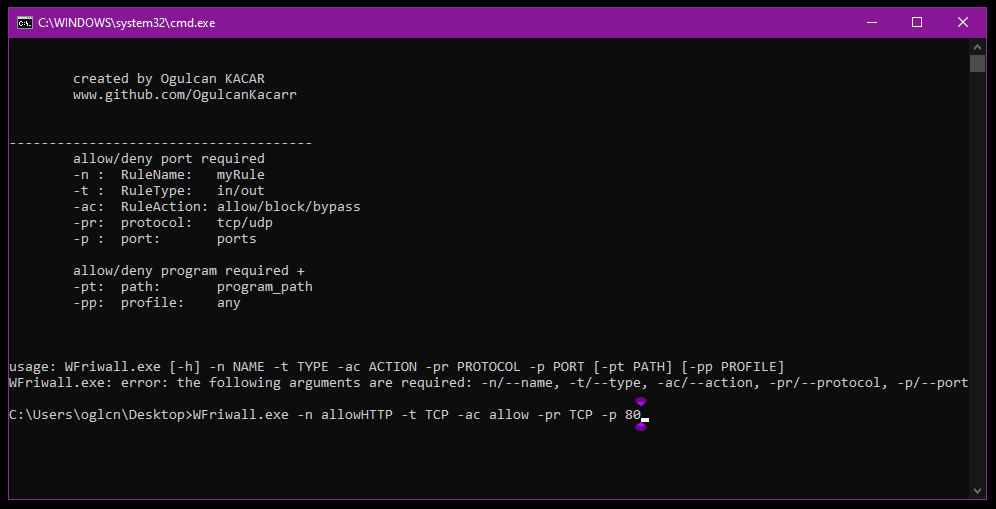 C:\WINDOWS\system32\cmd.exe
created by Ogulcan KACAR
www.github.com/OgulcanKacarr
---------------------------------------
allow/deny port required
-n : RuleName: myRule
-t : RuleType: in/out
-ac: RuleAction: allow/block/bypass
-pr: protocol: tcp/udp
-p : port: ports
allow/deny program required +
-pt: path: program_path
-pp: profile: any
usage: WFriwall.exe [-h] -n NAME -t TYPE -ac ACTION -pr PROTOCOL -p PORT [-pt PATH] [-pp PROFILE]
WFriwall.exe: error: the following arguments are required: -n/--name, -t/--type, -ac/--action, -pr/--protocol, -p/--port
C:\Users\oglcn\Desktop>WFriwall.exe -n allowHTTP -t TCP -ac allow -pr TCP -p 80